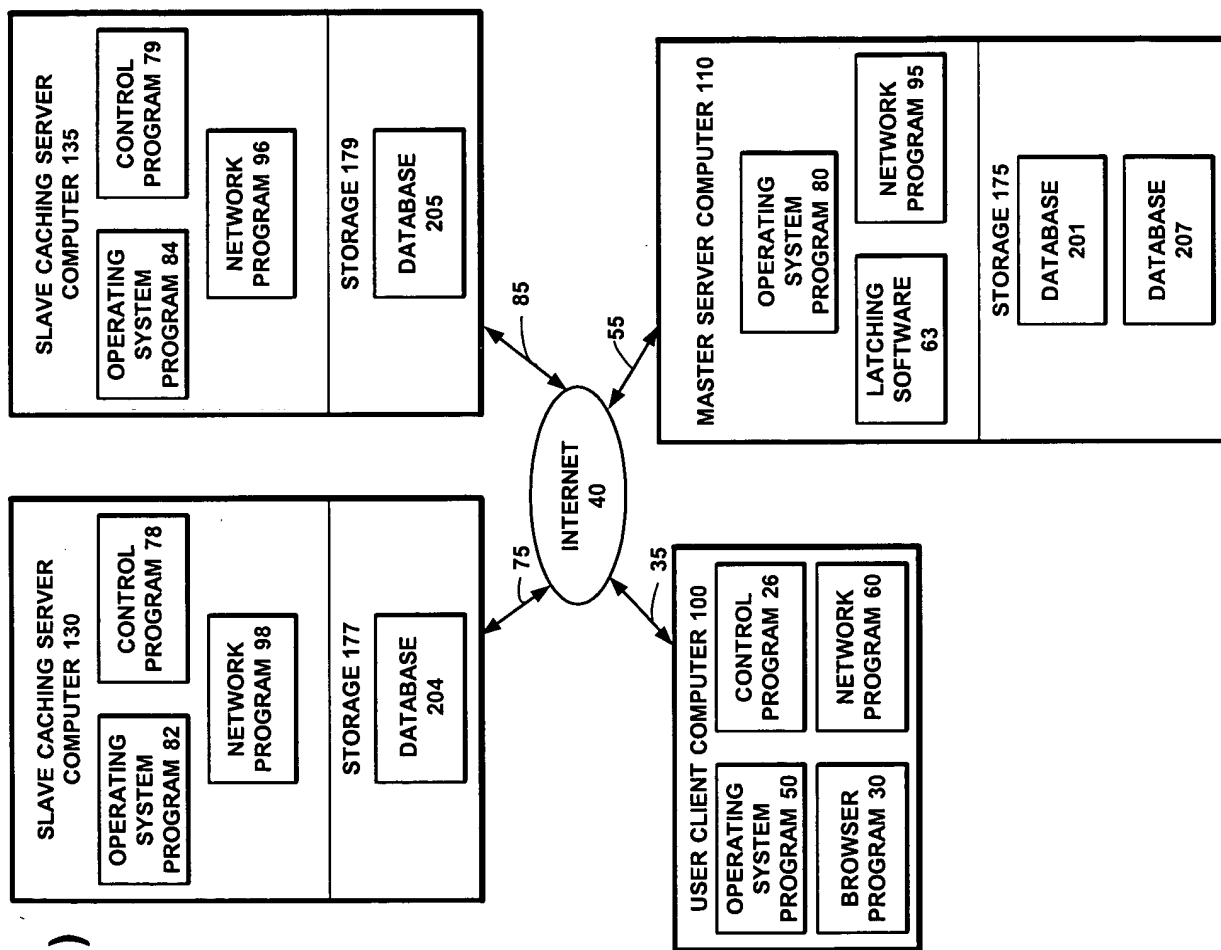 SLAVE CACHING SERVER
COMPUTER 130
OPERATING
SYSTEM
PROGRAM 82
CONTROL
PROGRAM 78
NETWORK
PROGRAM 98
STORAGE 177
DATABASE
204
SLAVE CACHING SERVER
COMPUTER 135
OPERATING
SYSTEM
PROGRAM 84
CONTROL
PROGRAM 79
NETWORK
PROGRAM 96
STORAGE 179
DATABASE
205
75
85
INTERNET
40
35
55
USER CLIENT COMPUTER 100
OPERATING
SYSTEM
PROGRAM 50
CONTROL
PROGRAM 26
BROWSER
PROGRAM 30
NETWORK
PROGRAM 60
MASTER SERVER COMPUTER 110
OPERATING
SYSTEM
PROGRAM 80
LATCHING
SOFTWARE
63
NETWORK
PROGRAM 95
STORAGE 175
DATABASE
201
DATABASE
207